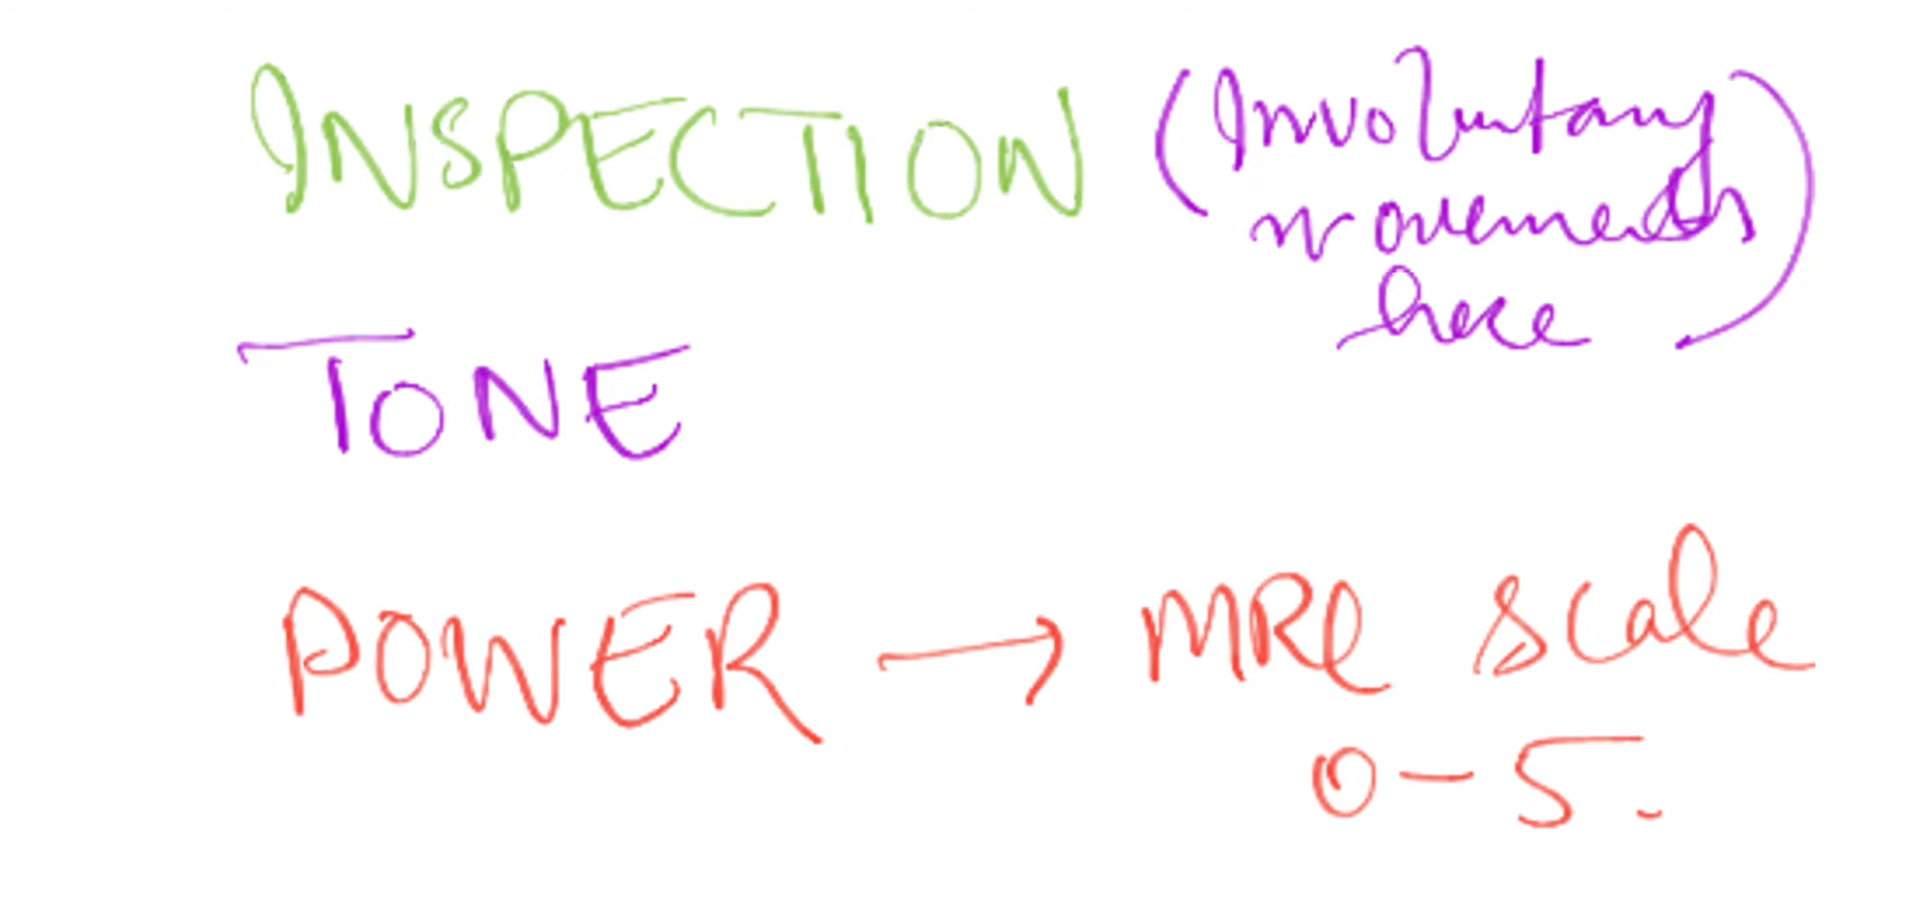 INSPECTION (Involuntary
movements
here)
TONE
POWER → MRC scale
0-5.